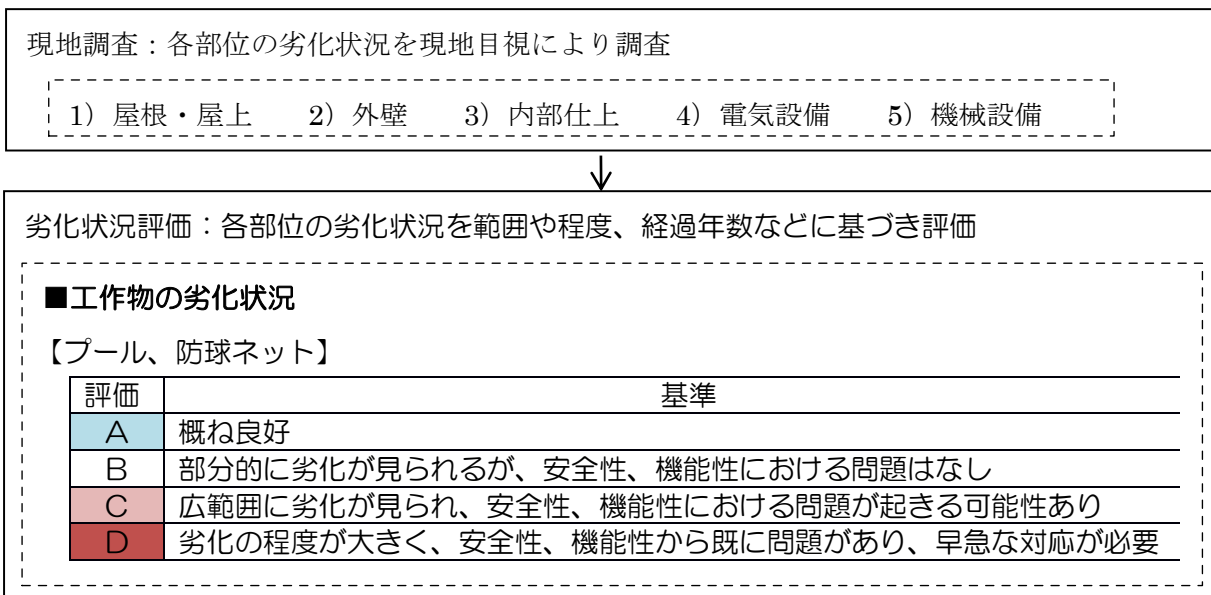 現地調査：各部位の劣化状況を現地目視により調査
1）屋根・屋上　2）外壁　3）内部仕上　4）電気設備　5）機械設備
劣化状況評価：各部位の劣化状況を範囲や程度、経過年数などに基づき評価
■工作物の劣化状況
【プール、防球ネット】
評価　基準
A　概ね良好
B　部分的に劣化が見られるが、安全性、機能性における問題はなし
C　広範囲に劣化が見られ、安全性、機能性における問題が起きる可能性あり
D　劣化の程度が大きく、安全性、機能性から既に問題があり、早急な対応が必要